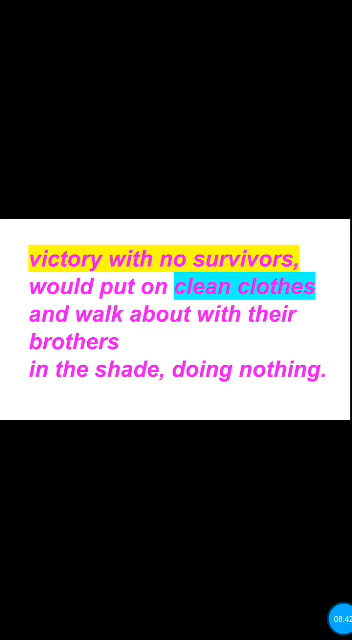 victory with no survivors,
would put on clean clothes
and walk about with their
brothers
in the shade, doing nothing.
08:42